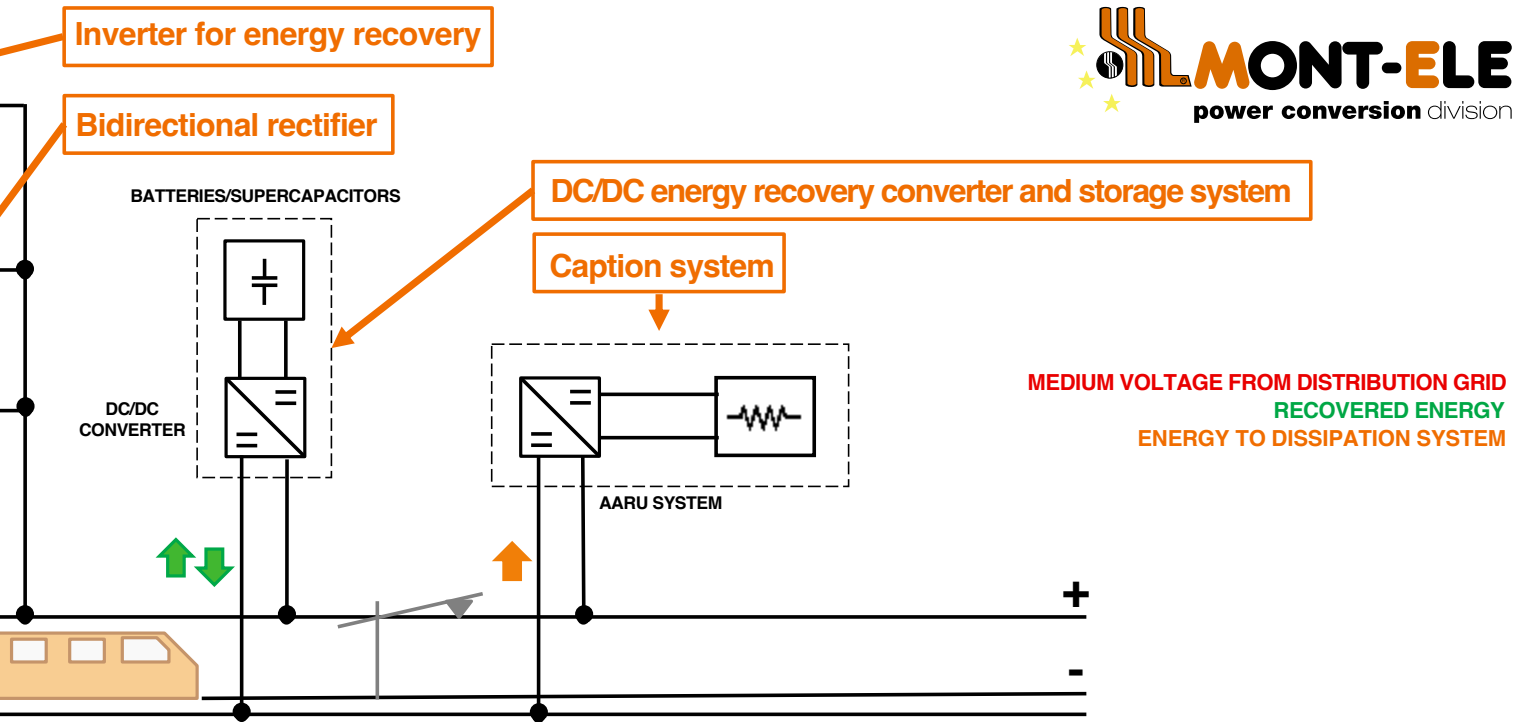 Inverter for energy recovery
MONT-ELE
power conversion division
Bidirectional rectifier
BATTERIES/SUPERCAPACITORS
DC/DC energy recovery converter and storage system
Caption system
MEDIUM VOLTAGE FROM DISTRIBUTION GRID
RECOVERED ENERGY
ENERGY TO DISSIPATION SYSTEM
DC/DC
CONVERTER
AARU SYSTEM
+
-